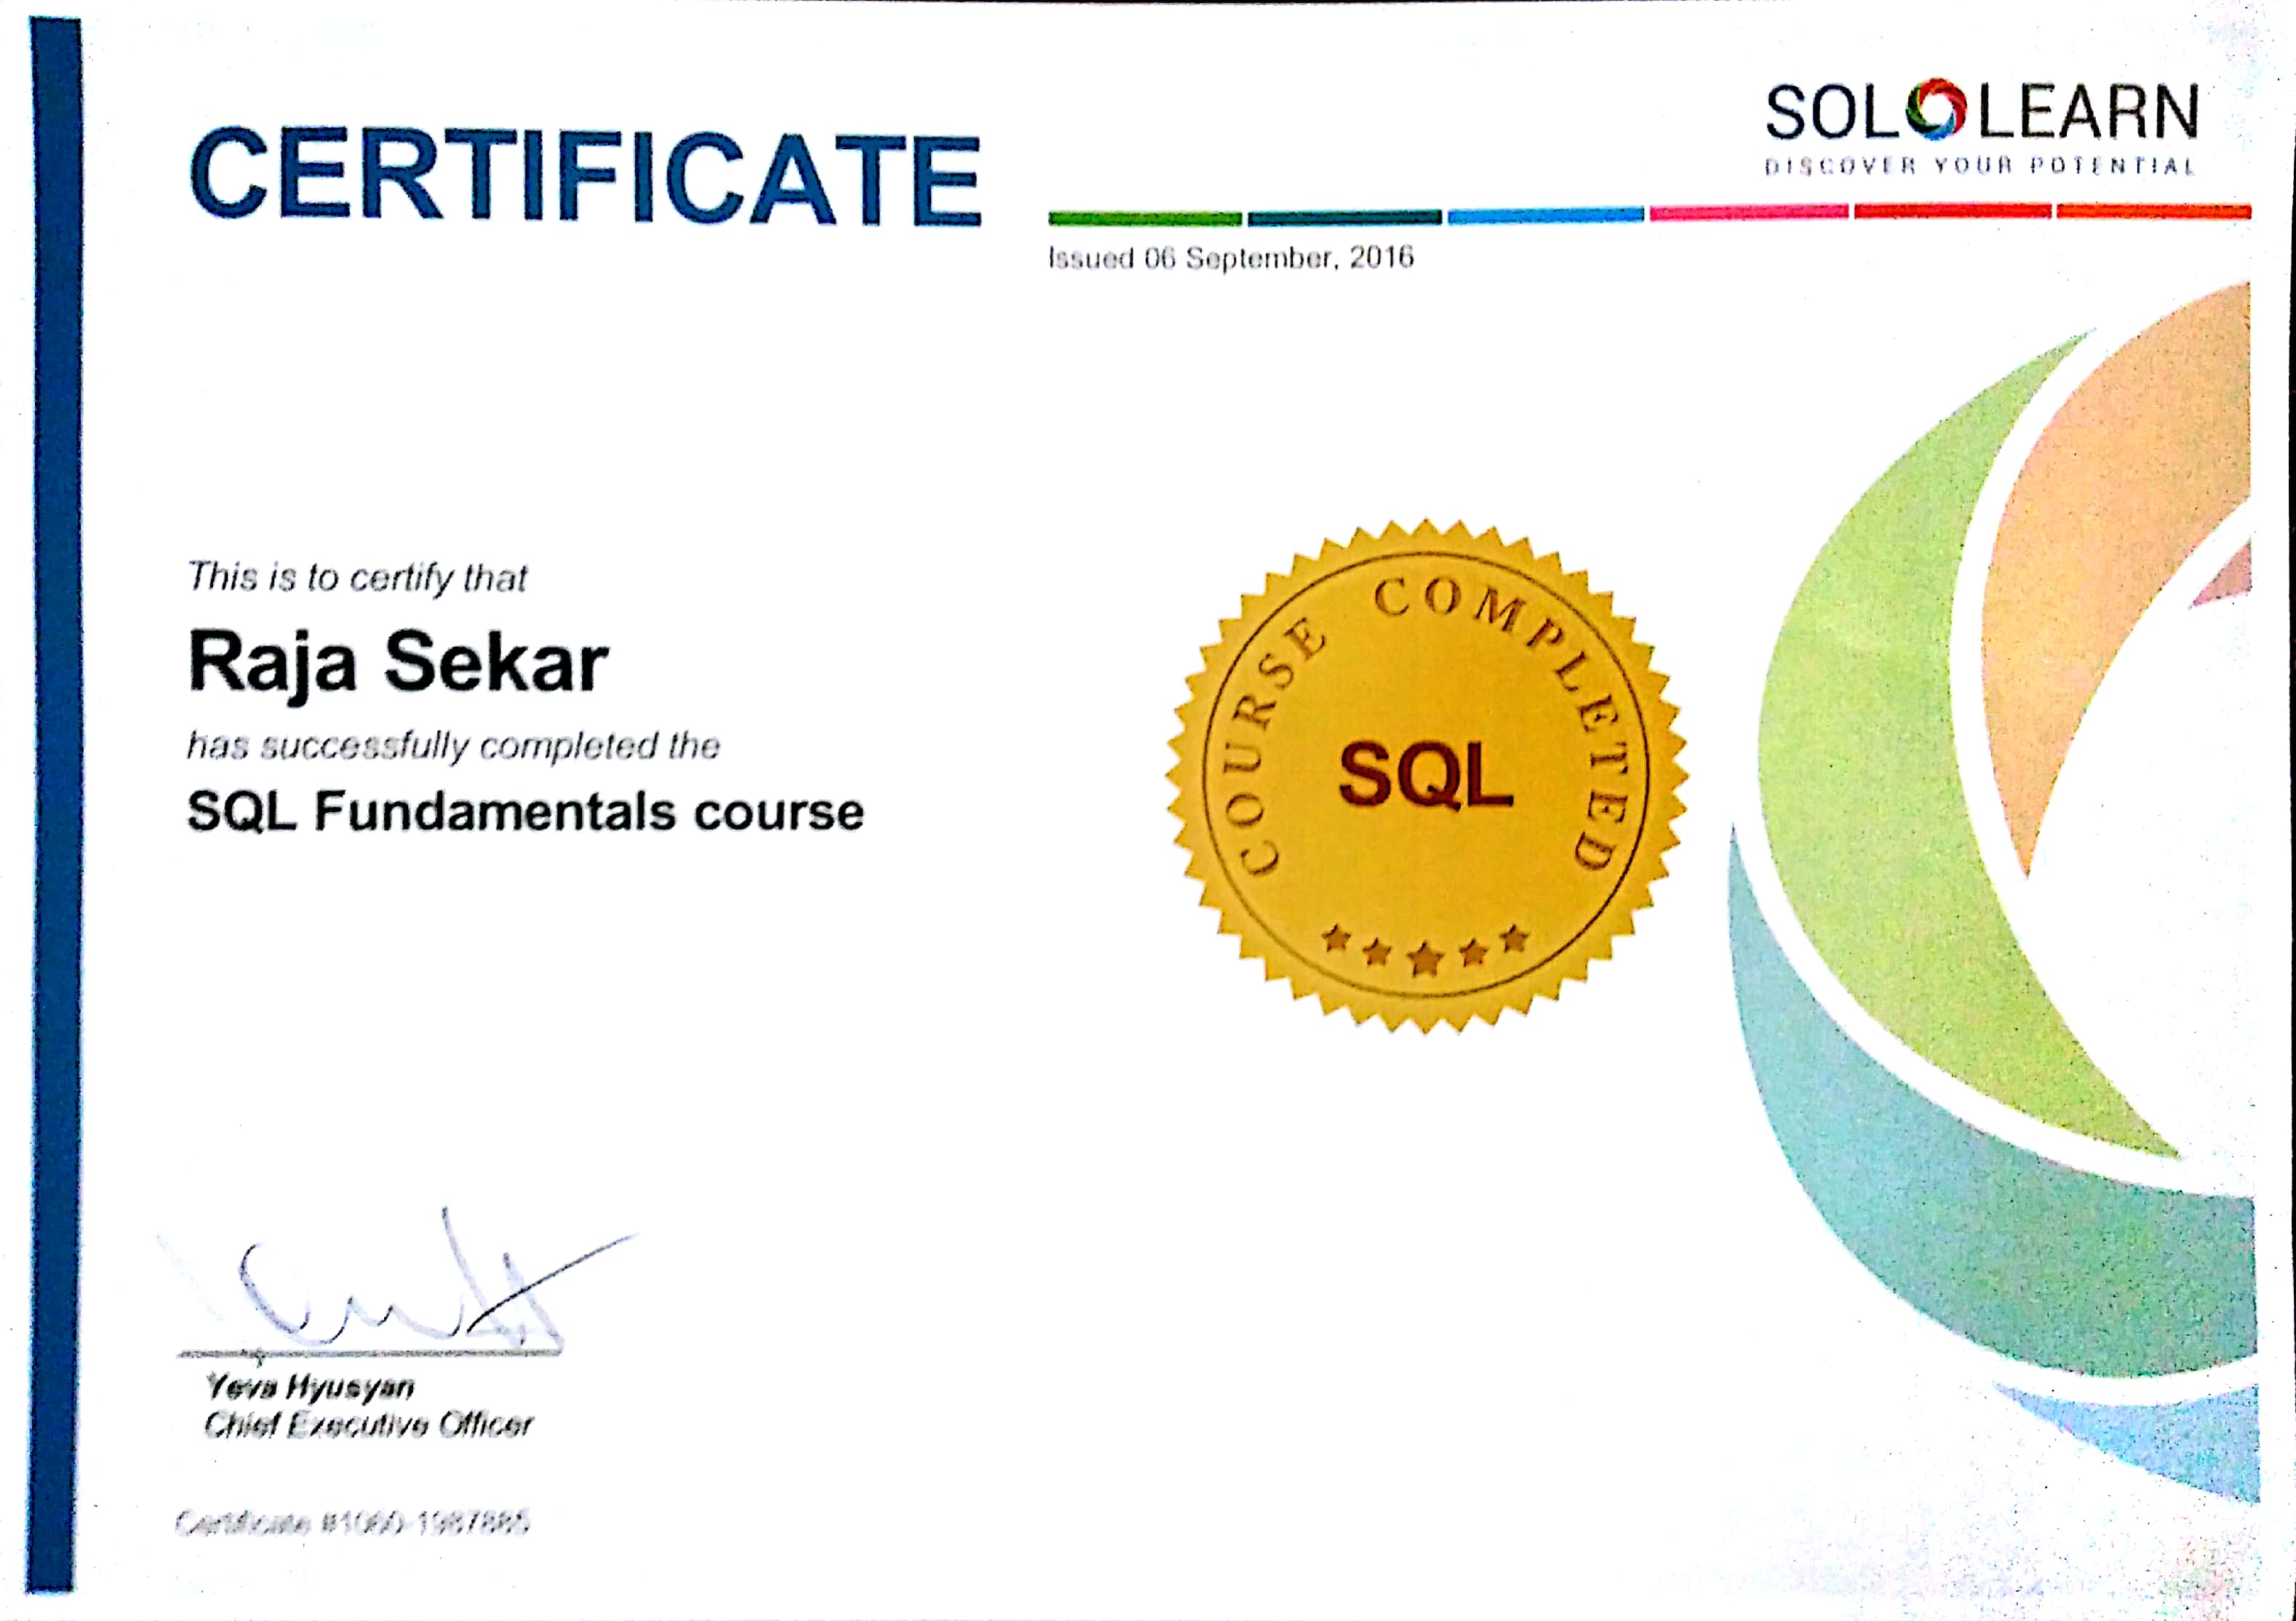 CERTIFICATE
SOLOLEARN
DISCOVER YOUR POTENTIAL
Issued 06 September, 2016
This is to certify that
Raja Sekar
has successfully completed the
SQL Fundamentals course
COURSE COMPLETED
SQL
Yeva Hyusyan
Chief Executive Officer
Certificate #1060-1987885